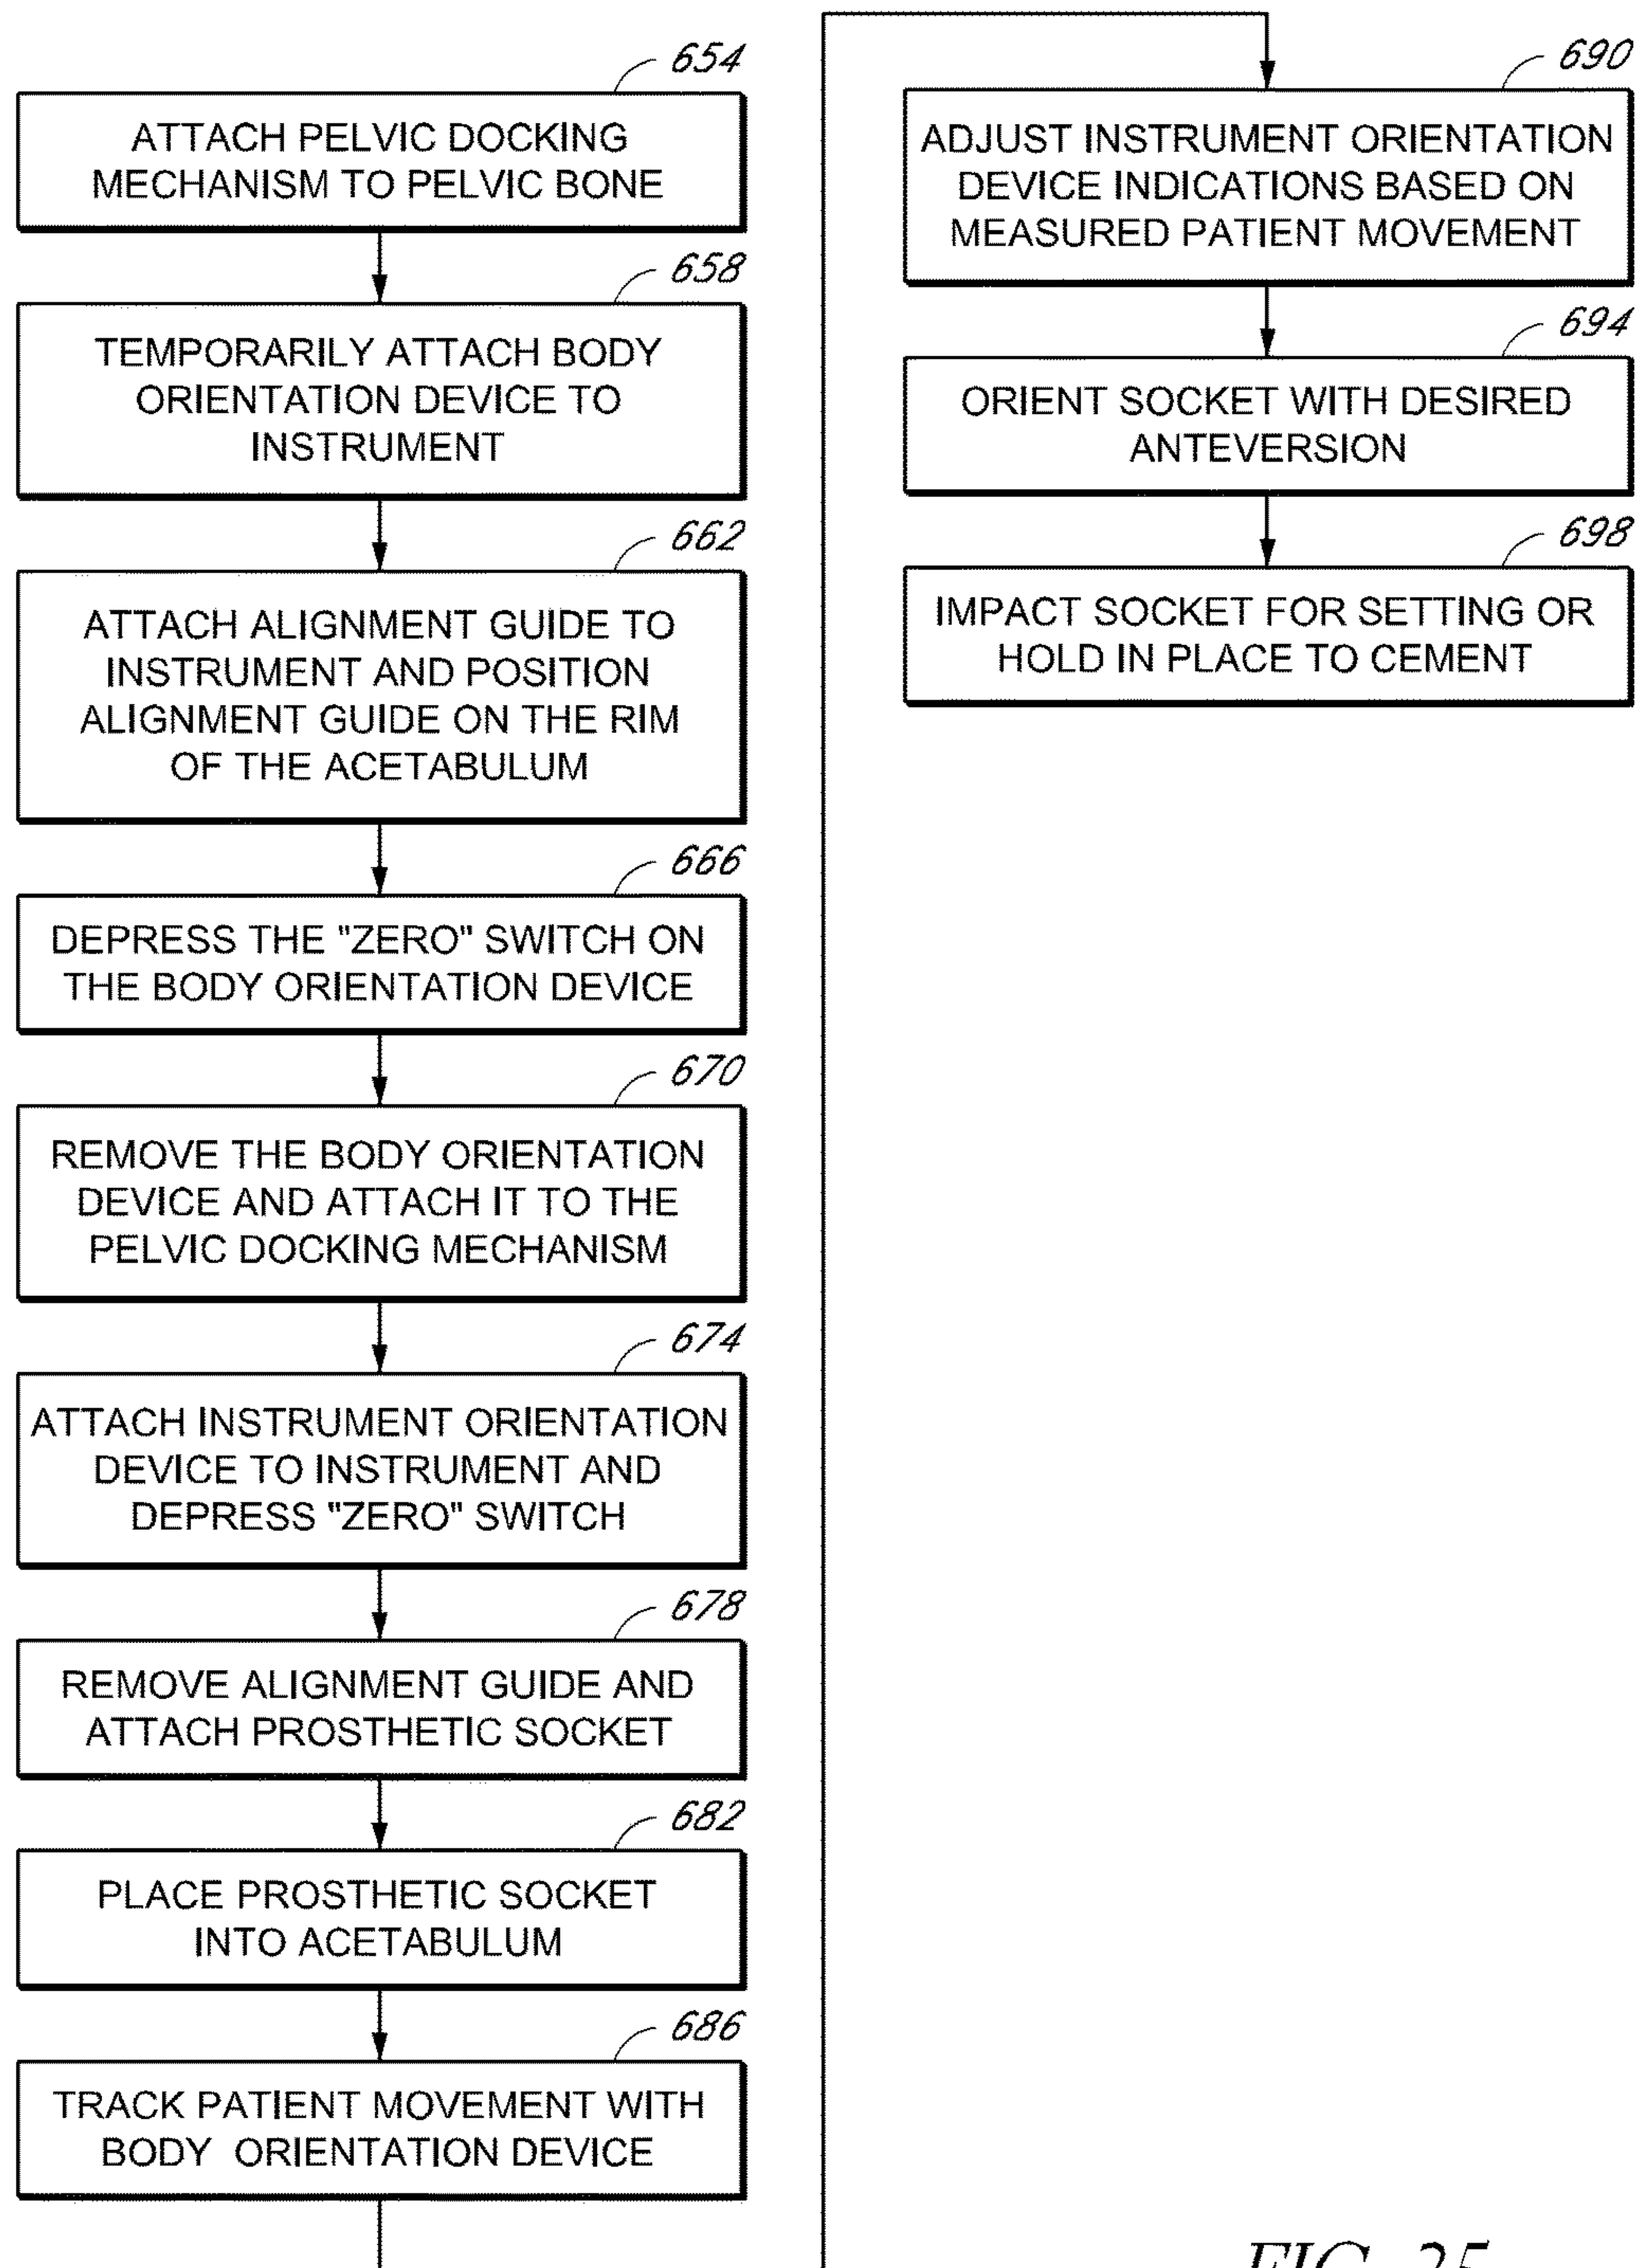 654
ATTACH PELVIC DOCKING
MECHANISM TO PELVIC BONE
658
TEMPORARILY ATTACH BODY
ORIENTATION DEVICE TO
INSTRUMENT
662
ATTACH ALIGNMENT GUIDE TO
INSTRUMENT AND POSITION
ALIGNMENT GUIDE ON THE RIM
OF THE ACETABULUM
666
DEPRESS THE "ZERO" SWITCH ON
THE BODY ORIENTATION DEVICE
670
REMOVE THE BODY ORIENTATION
DEVICE AND ATTACH IT TO THE
PELVIC DOCKING MECHANISM
674
ATTACH INSTRUMENT ORIENTATION
DEVICE TO INSTRUMENT AND
DEPRESS "ZERO" SWITCH
678
REMOVE ALIGNMENT GUIDE AND
ATTACH PROSTHETIC SOCKET
682
PLACE PROSTHETIC SOCKET
INTO ACETABULUM
686
TRACK PATIENT MOVEMENT WITH
BODY ORIENTATION DEVICE
690
ADJUST INSTRUMENT ORIENTATION
DEVICE INDICATIONS BASED ON
MEASURED PATIENT MOVEMENT
694
ORIENT SOCKET WITH DESIRED
ANTEVERSION
698
IMPACT SOCKET FOR SETTING OR
HOLD IN PLACE TO CEMENT
FIG. 25